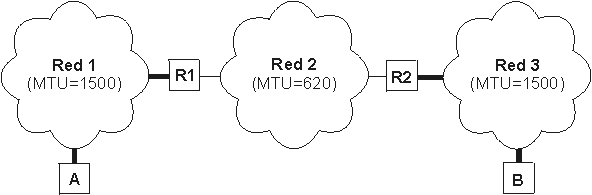 Red 1
(MTU=1500)
R1
Red 2
(MTU=620)
R2
Red 3
(MTU=1500)
A
B